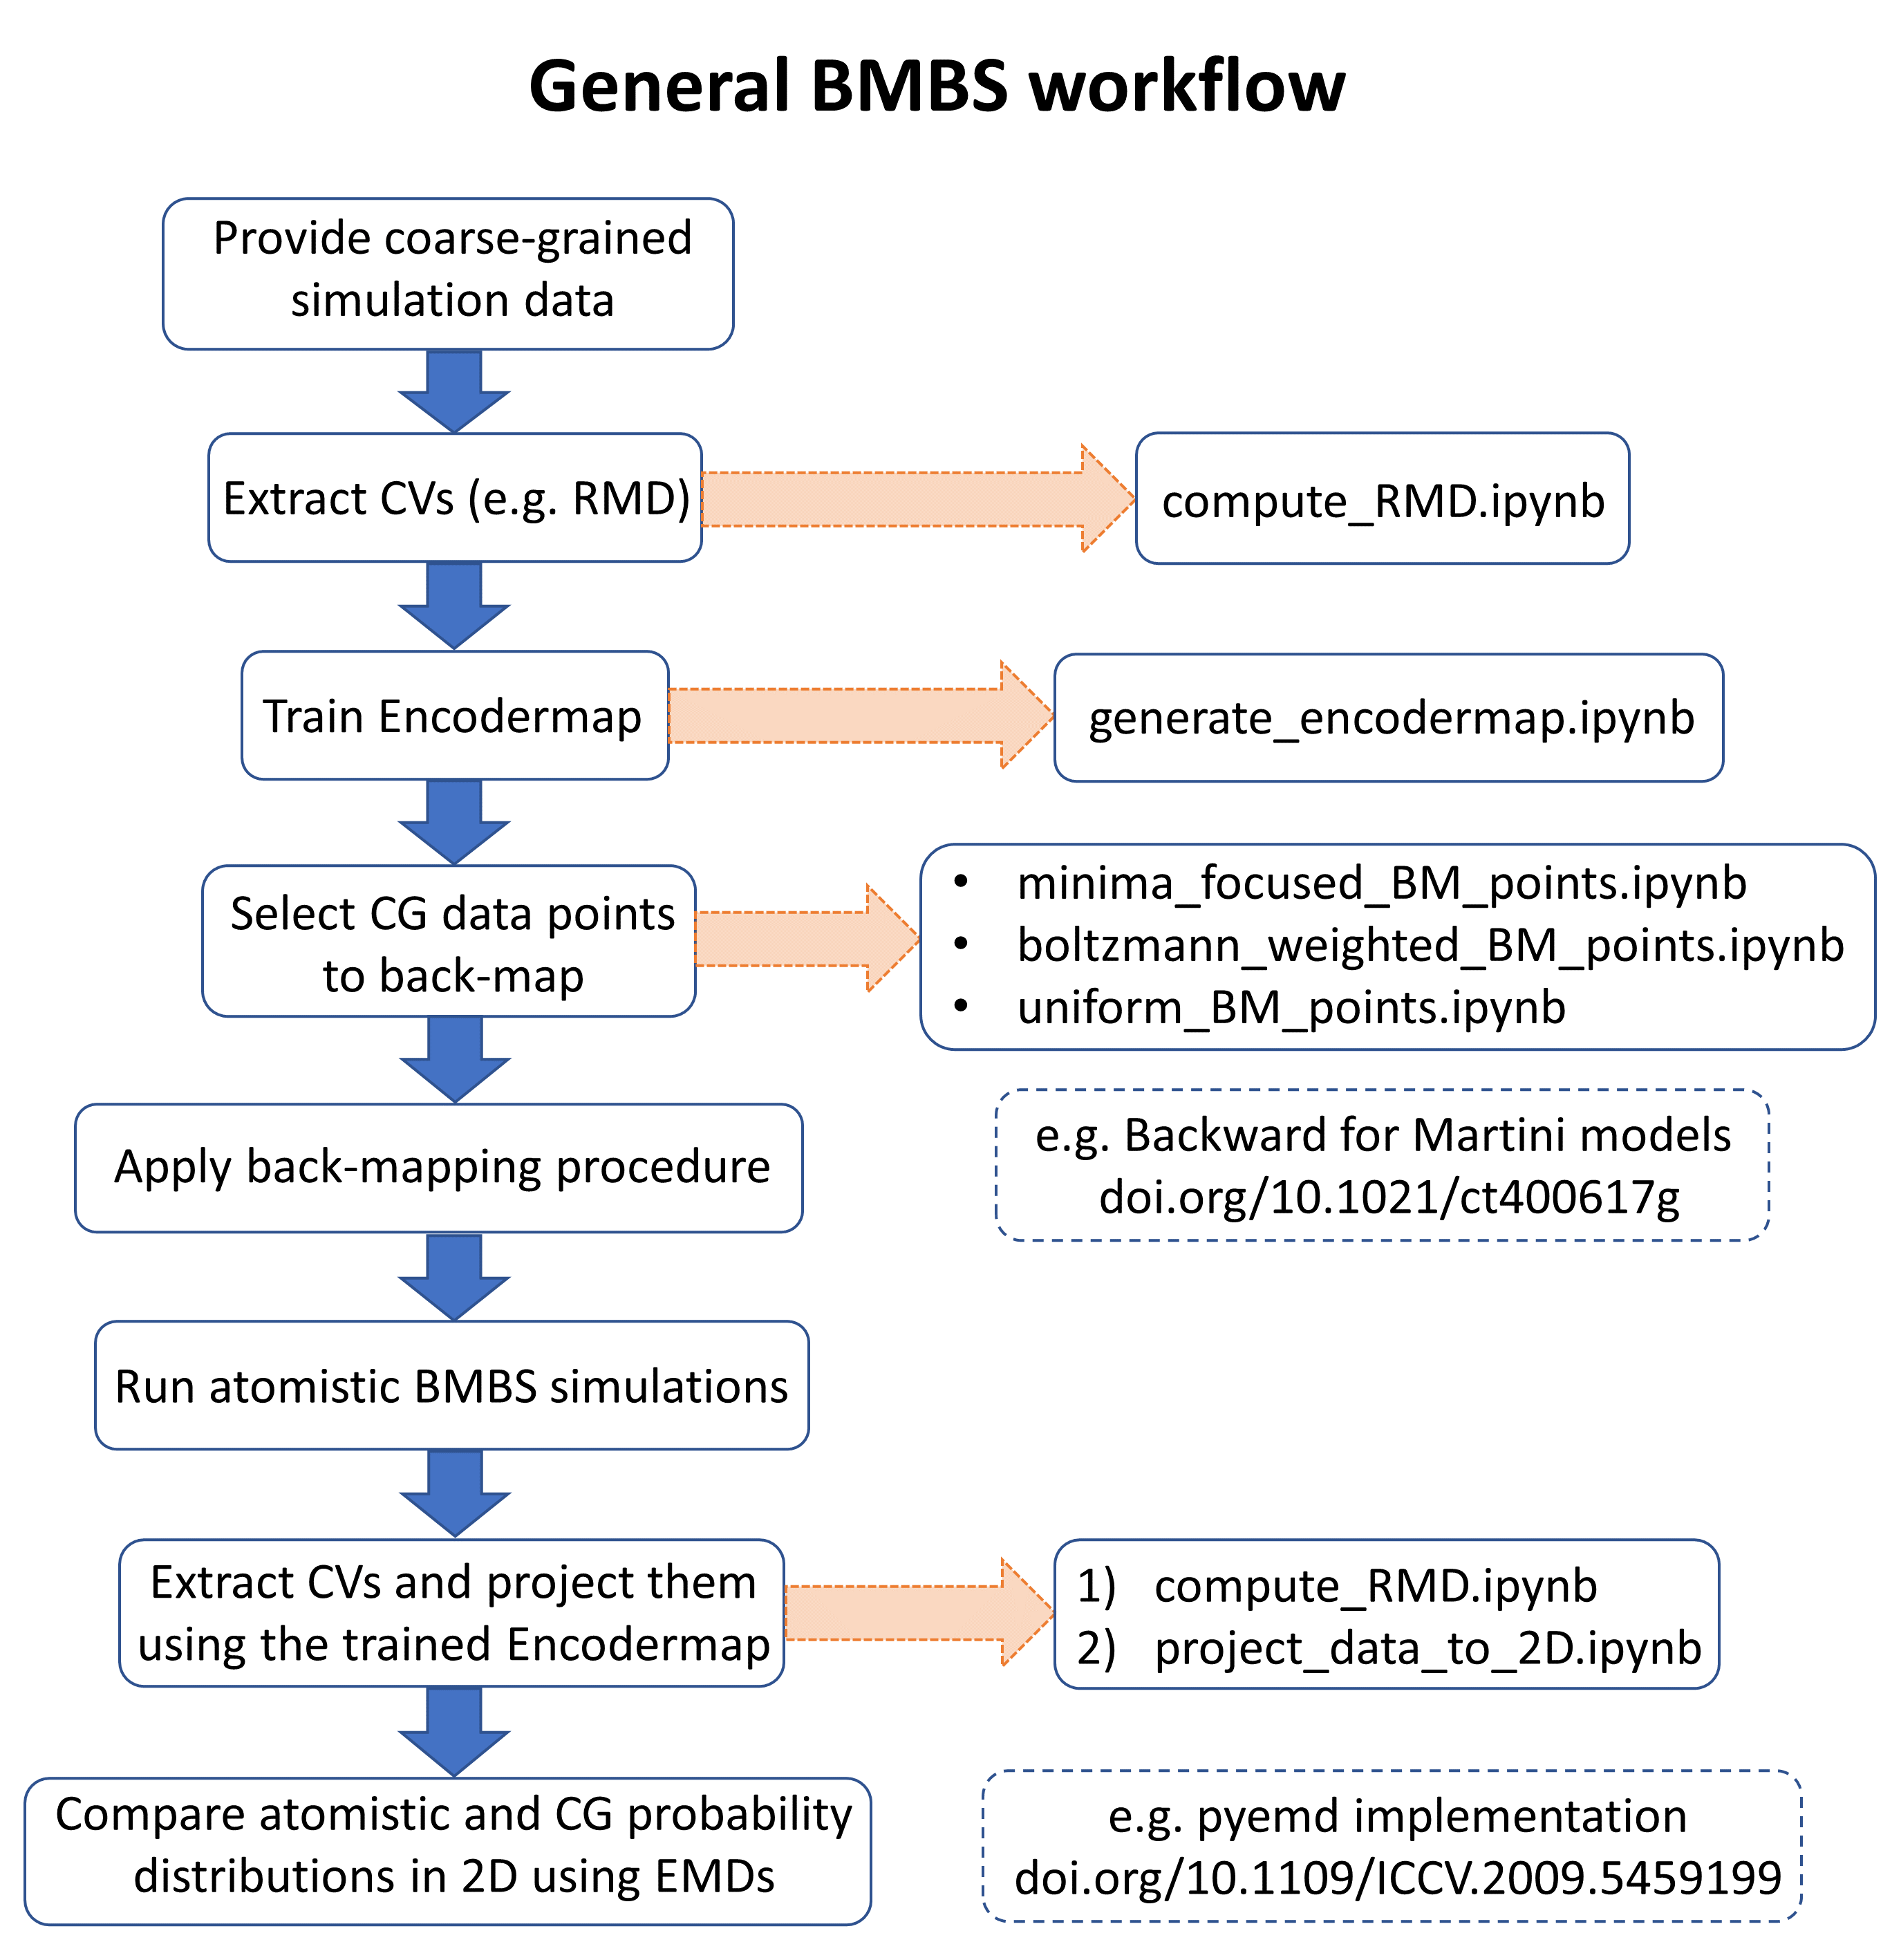 General BMBS workflow
Provide coarse-grained
simulation data
Extract CVs (e.g. RMD)
compute_RMD.ipynb
Train Encodermap
generate_encodermap.ipynb
Select CG data points
to back-map
• minima_focused_BM_points.ipynb
• boltzmann_weighted_BM_points.ipynb
• uniform_BM_points.ipynb
Apply back-mapping procedure
e.g. Backward for Martini models
doi.org/10.1021/ct400617g
Run atomistic BMBS simulations
Extract CVs and project them
using the trained Encodermap
1) compute_RMD.ipynb
2) project_data_to_2D.ipynb
Compare atomistic and CG probability
distributions in 2D using EMDs
e.g. pyemd implementation
doi.org/10.1109/ICCV.2009.5459199